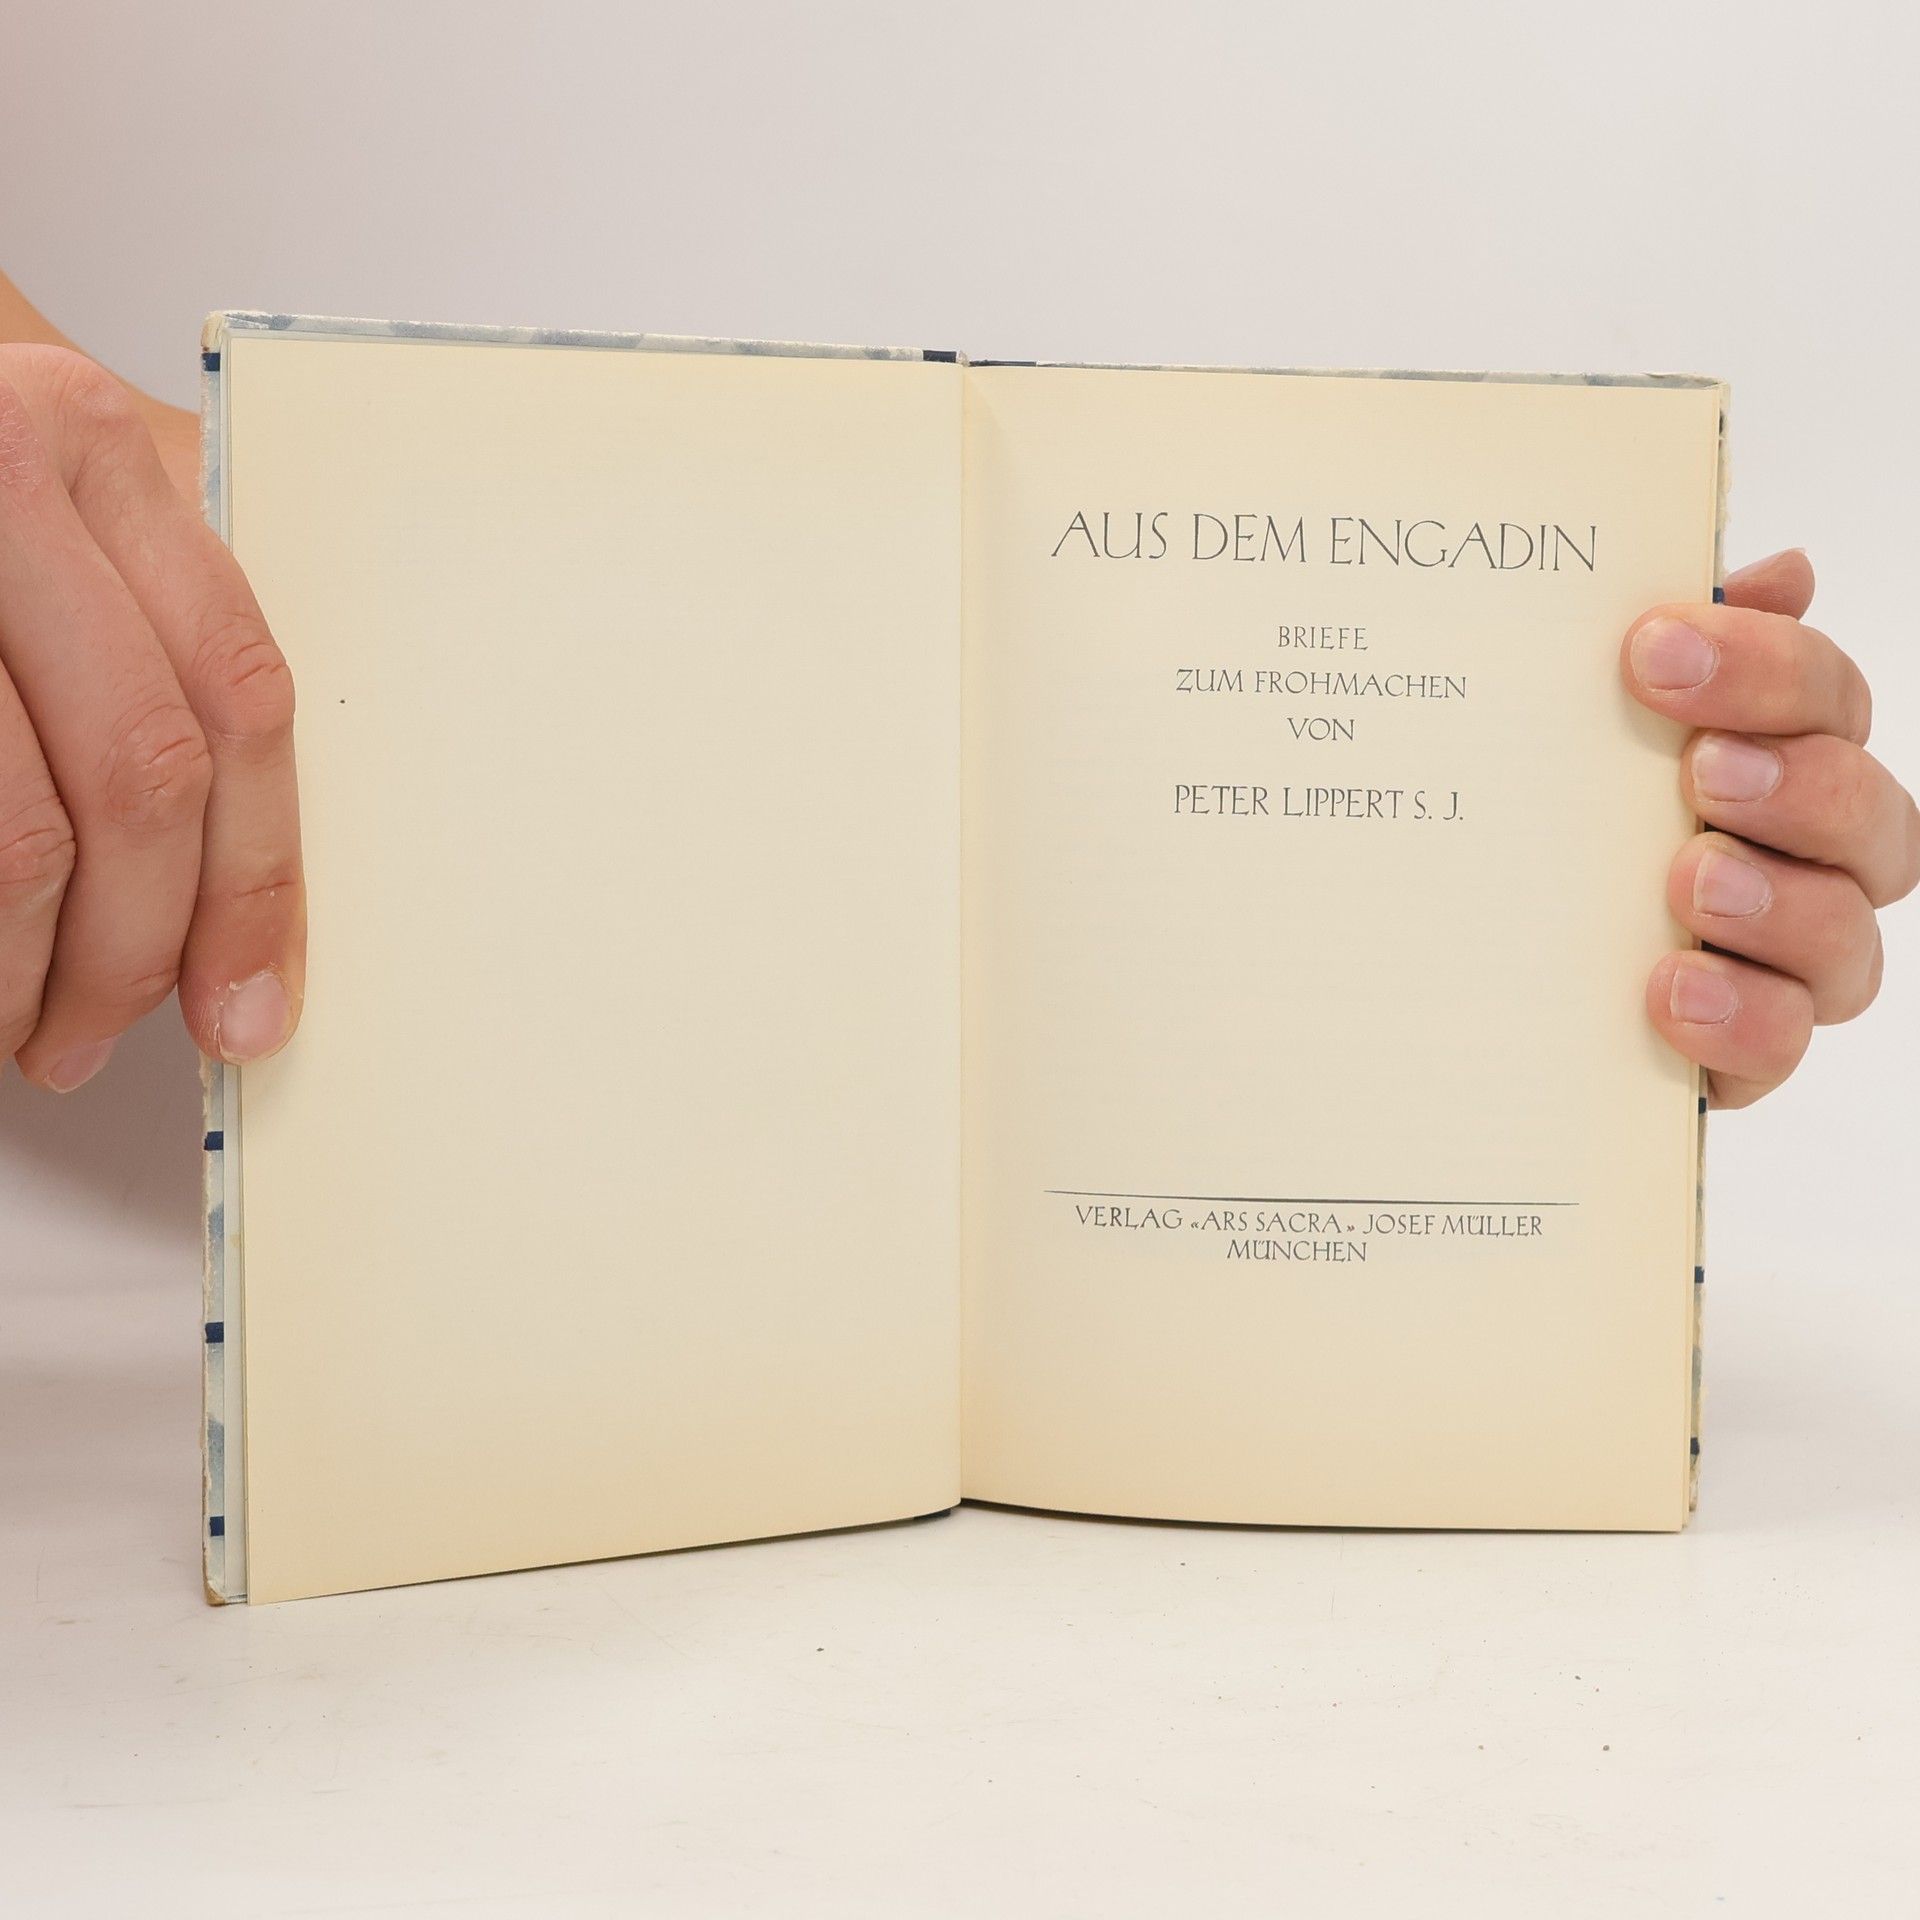 AUS DEM ENGADIN
BRIEFE
ZUM FROHMACHEN
VON
PETER LIPPERT S. J.
VERLAG «ARS SACRA» JOSEF MÜLLER
MÜNCHEN